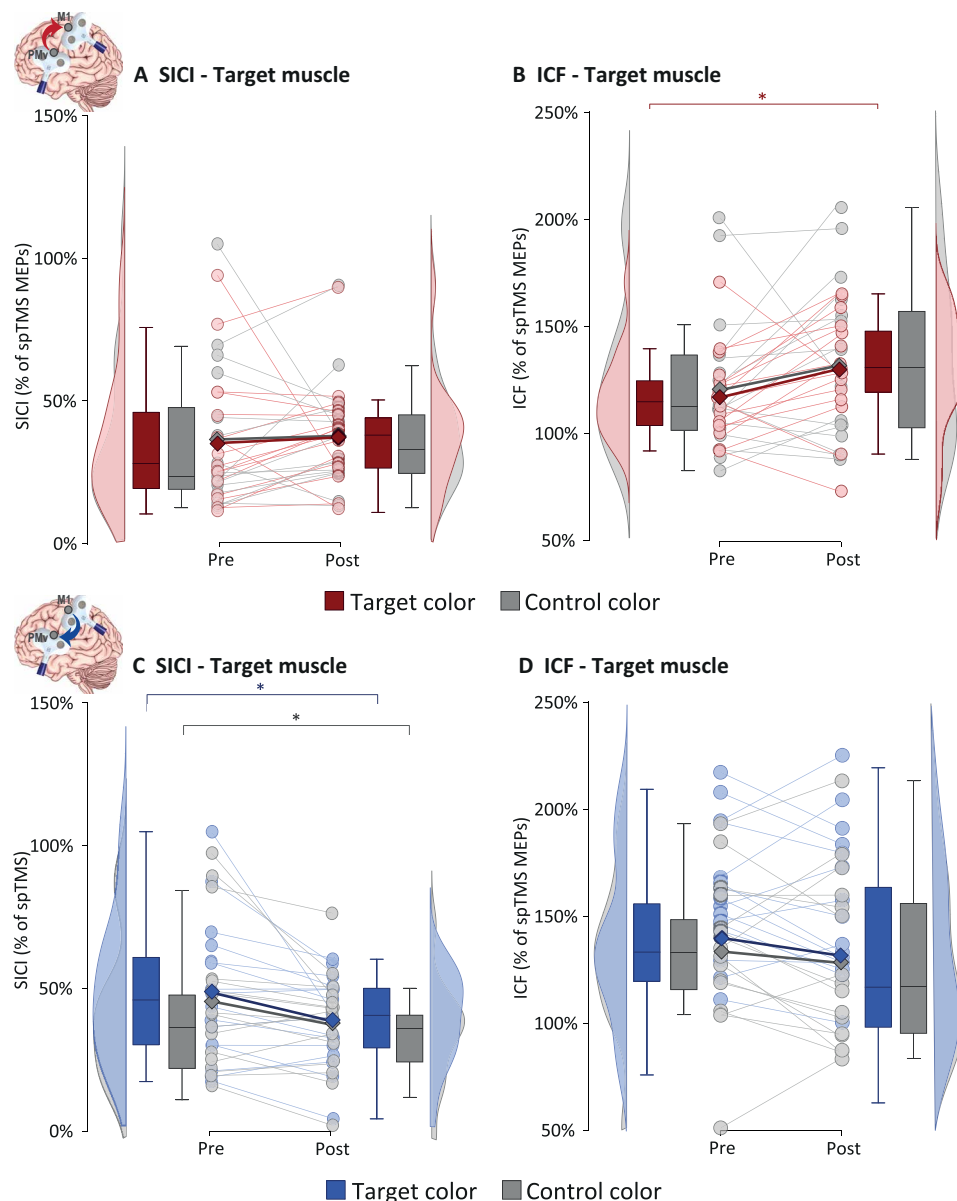 M1
PMv
A SICI - Target muscle
B ICF - Target muscle
150%
100%
50%
0%
SICI (% of spTMS MEPs)
Pre
Post
*
250%
200%
150%
100%
50%
ICF (% of spTMS MEPs)
Pre
Post
Target color
Control color
M1
PMv
C SICI - Target muscle
D ICF - Target muscle
*
*
150%
100%
50%
0%
SICI (% of spTMS)
Pre
Post
250%
200%
150%
100%
50%
ICF (% of spTMS MEPs)
Pre
Post
Target color
Control color